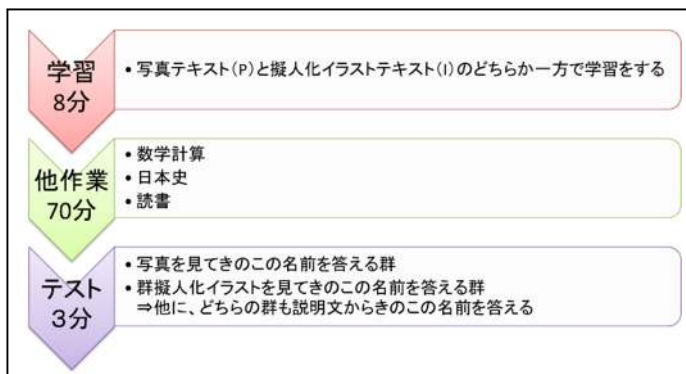 学習
8分
• 写真テキスト(P)と擬人化イラストテキスト(I)のどちらか一方で学習をする
他作業
70分
• 数学計算
• 日本史
• 読書
テスト
3分
• 写真を見てきのこの名前を答える群
• 群擬人化イラストを見てきのこの名前を答える群
⇒他に、どちらの群も説明文からきのこの名前を答える